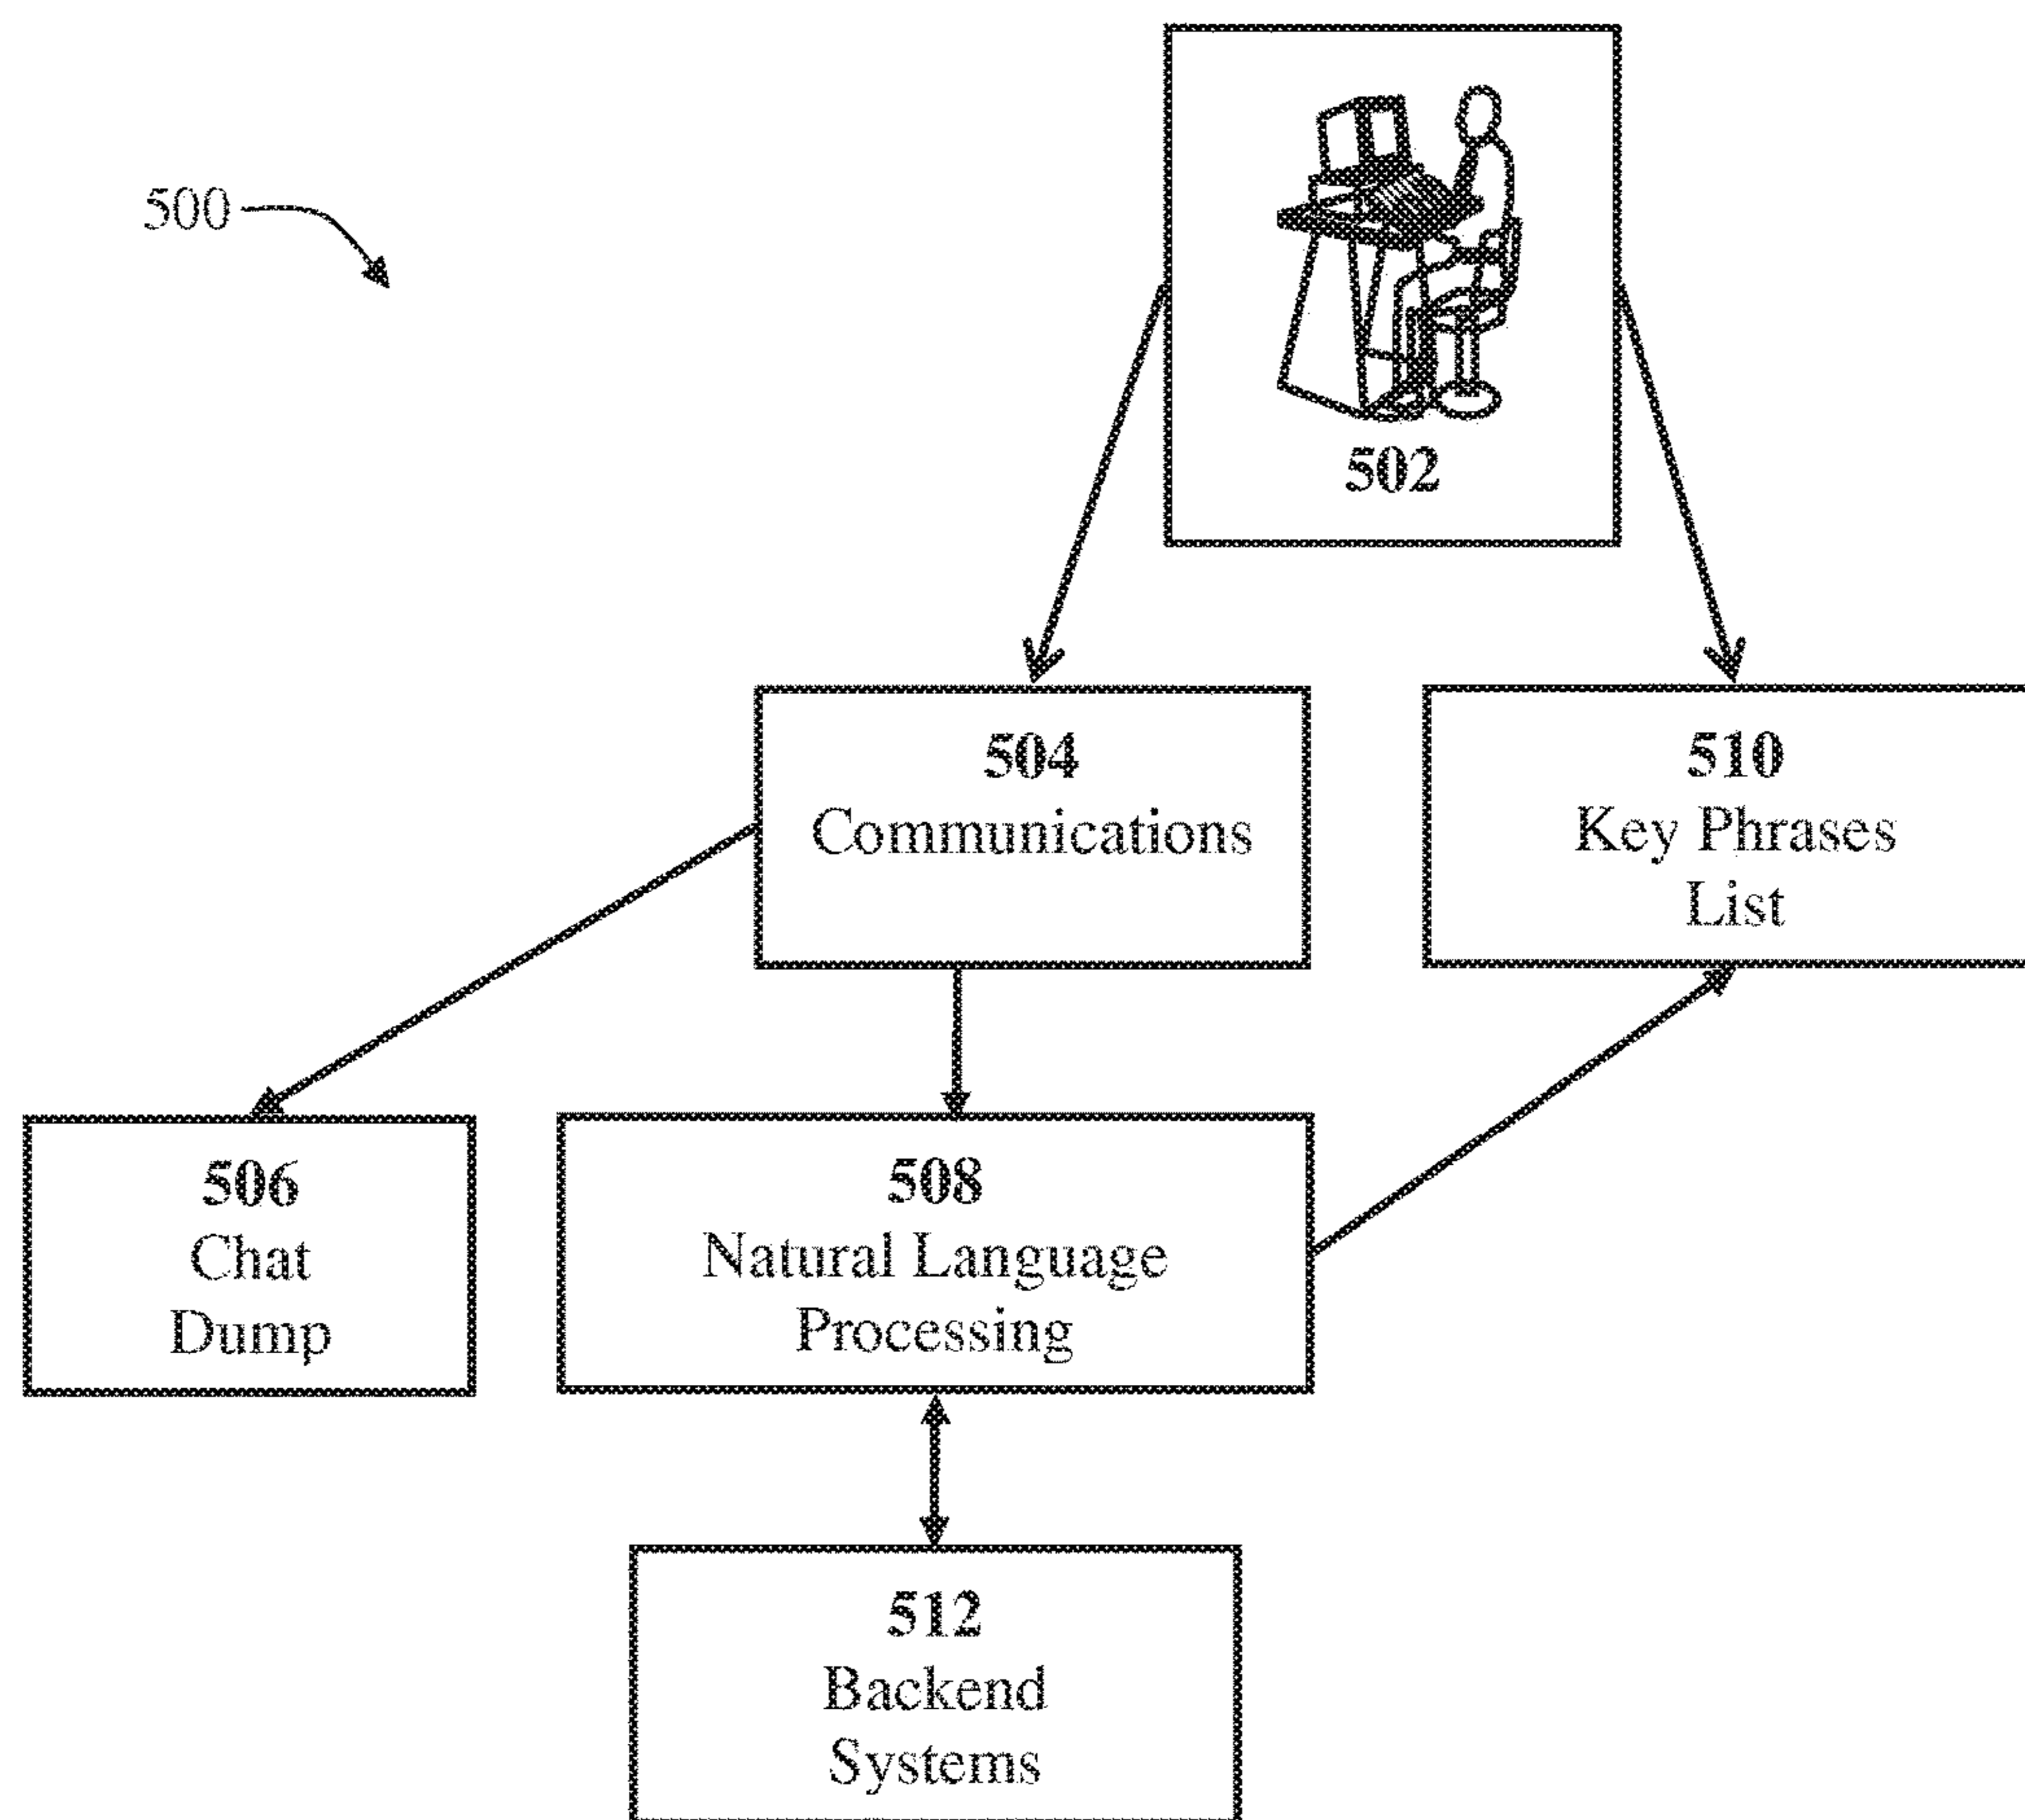 500
502
504
Communications
510
Key Phrases
List
506
Chat
Dump
508
Natural Language
Processing
512
Backend
Systems